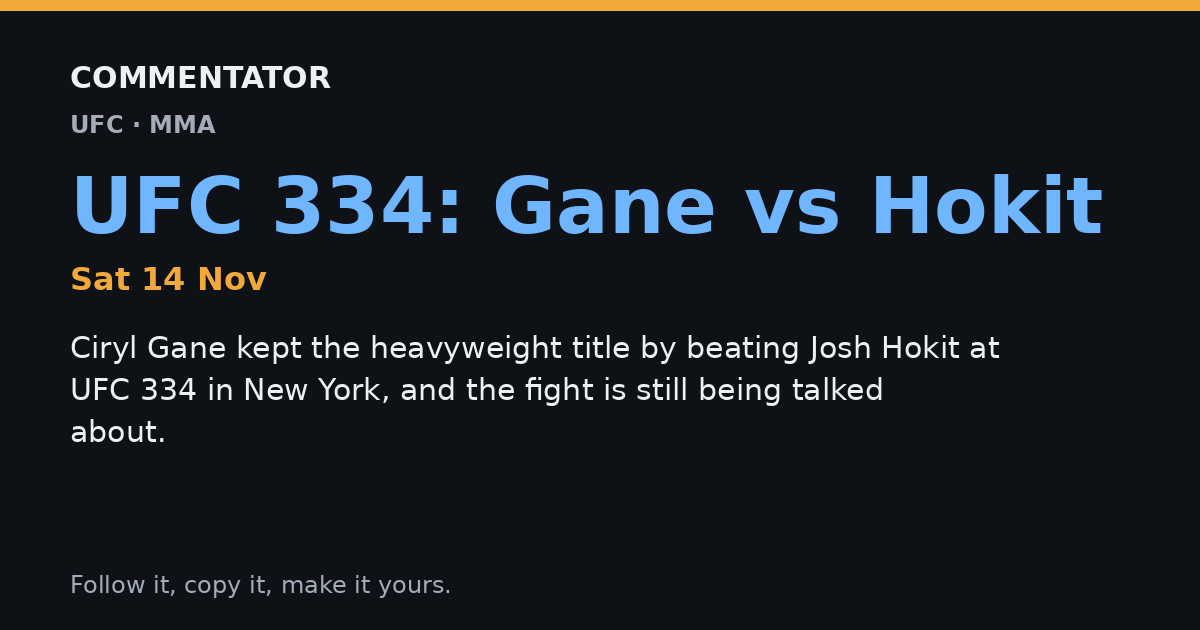 COMMENTATOR
UFC · MMA
UFC 334: Gane vs Hokit
Sat 14 Nov
Ciryl Gane kept the heavyweight title by beating Josh Hokit at
UFC 334 in New York, and the fight is still being talked
about.
Follow it, copy it, make it yours.